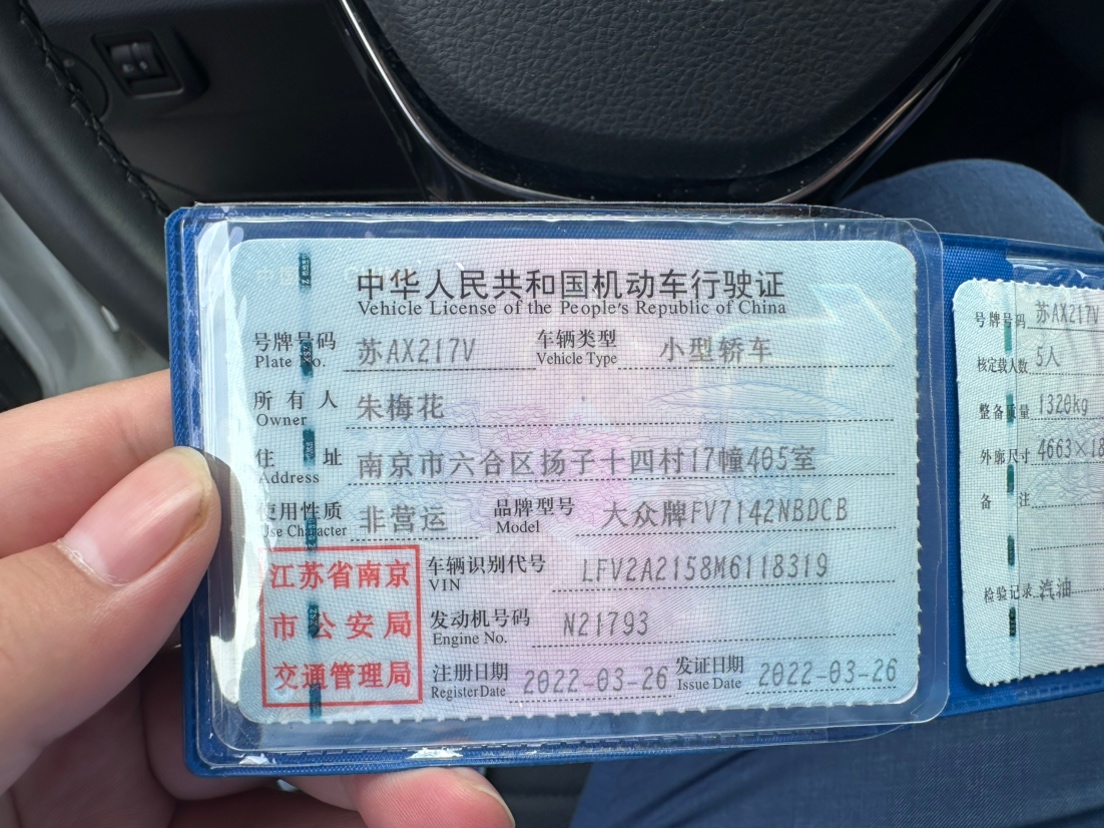 中华人民共和国机动车行驶证
Vehicle License of the People's Republic of China
号牌号码 苏AX217V 车辆类型 小型轿车
Plate No. Vehicle Type
所有人 朱梅花
Owner
住址 南京市六合区扬子十四村17幢405室
Address
使用性质 非营运 品牌型号 大众牌FV7142NBDCB
Use Character Model
车辆识别代号 LFV2A2158M6118319
VIN
发动机号码 N21793
Engine No.
注册日期 2022-03-26 发证日期 2022-03-26
Register Date Issue Date
江苏省南京
市公安局
交通管理局
号牌号码 苏AX217V
核定载人数 5人
整备质量 1320kg
外廓尺寸 4663×18
备注
检验记录 汽油